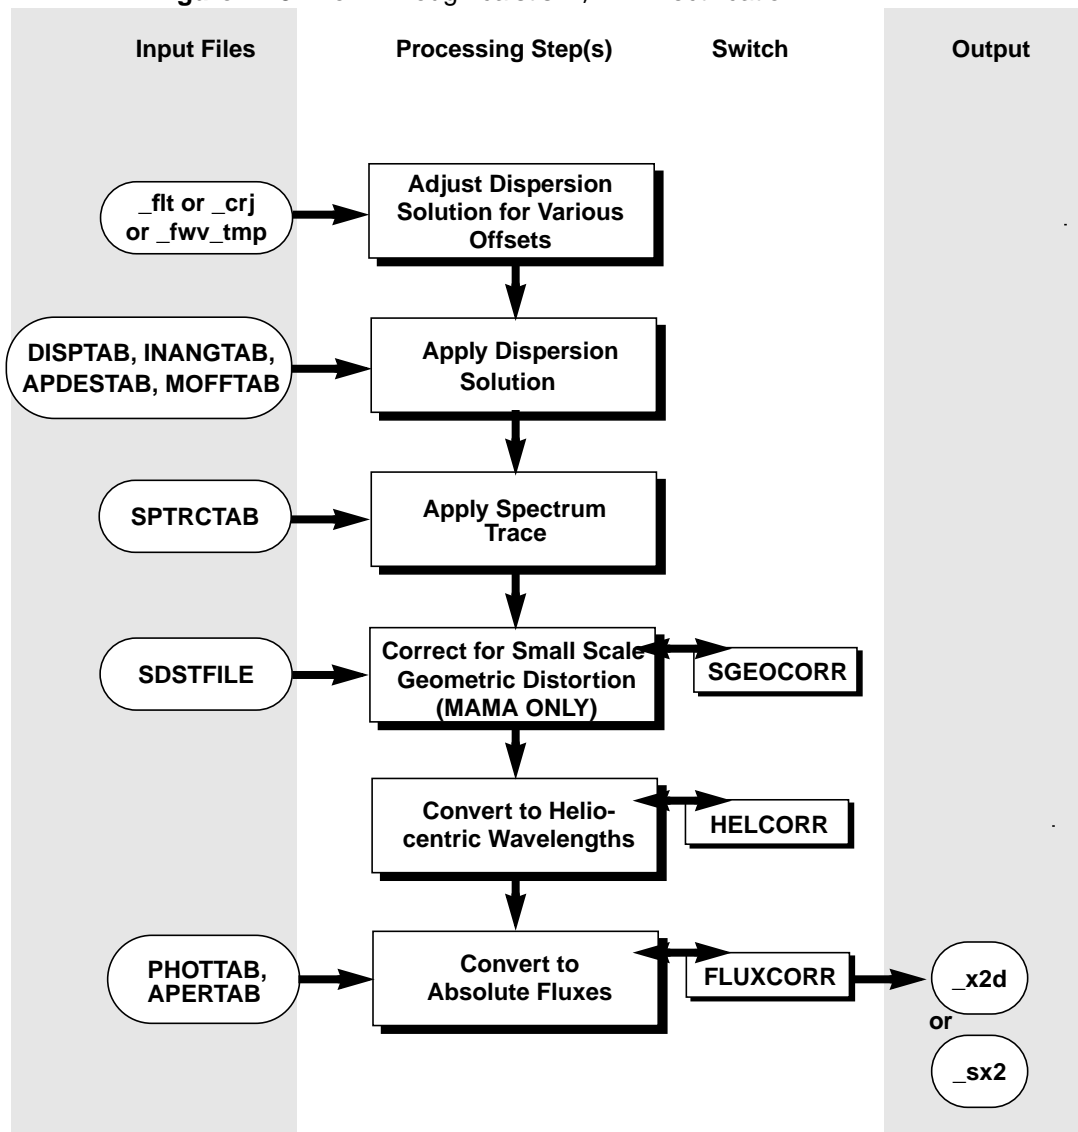 Input Files
Processing Step(s)
Switch
Output
_flt or _crj
or _fwv_tmp
Adjust Dispersion
Solution for Various
Offsets
DISPTAB, INANGTAB,
APDESTAB, MOFFTAB
Apply Dispersion
Solution
SPTRCTAB
Apply Spectrum
Trace
SDSTFILE
Correct for Small Scale
Geometric Distortion
(MAMA ONLY)
SGEOCORR
Convert to Helio-
centric Wavelengths
HELCORR
PHOTTAB,
APERTAB
Convert to
Absolute Fluxes
FLUXCORR
_x2d
or
_sx2